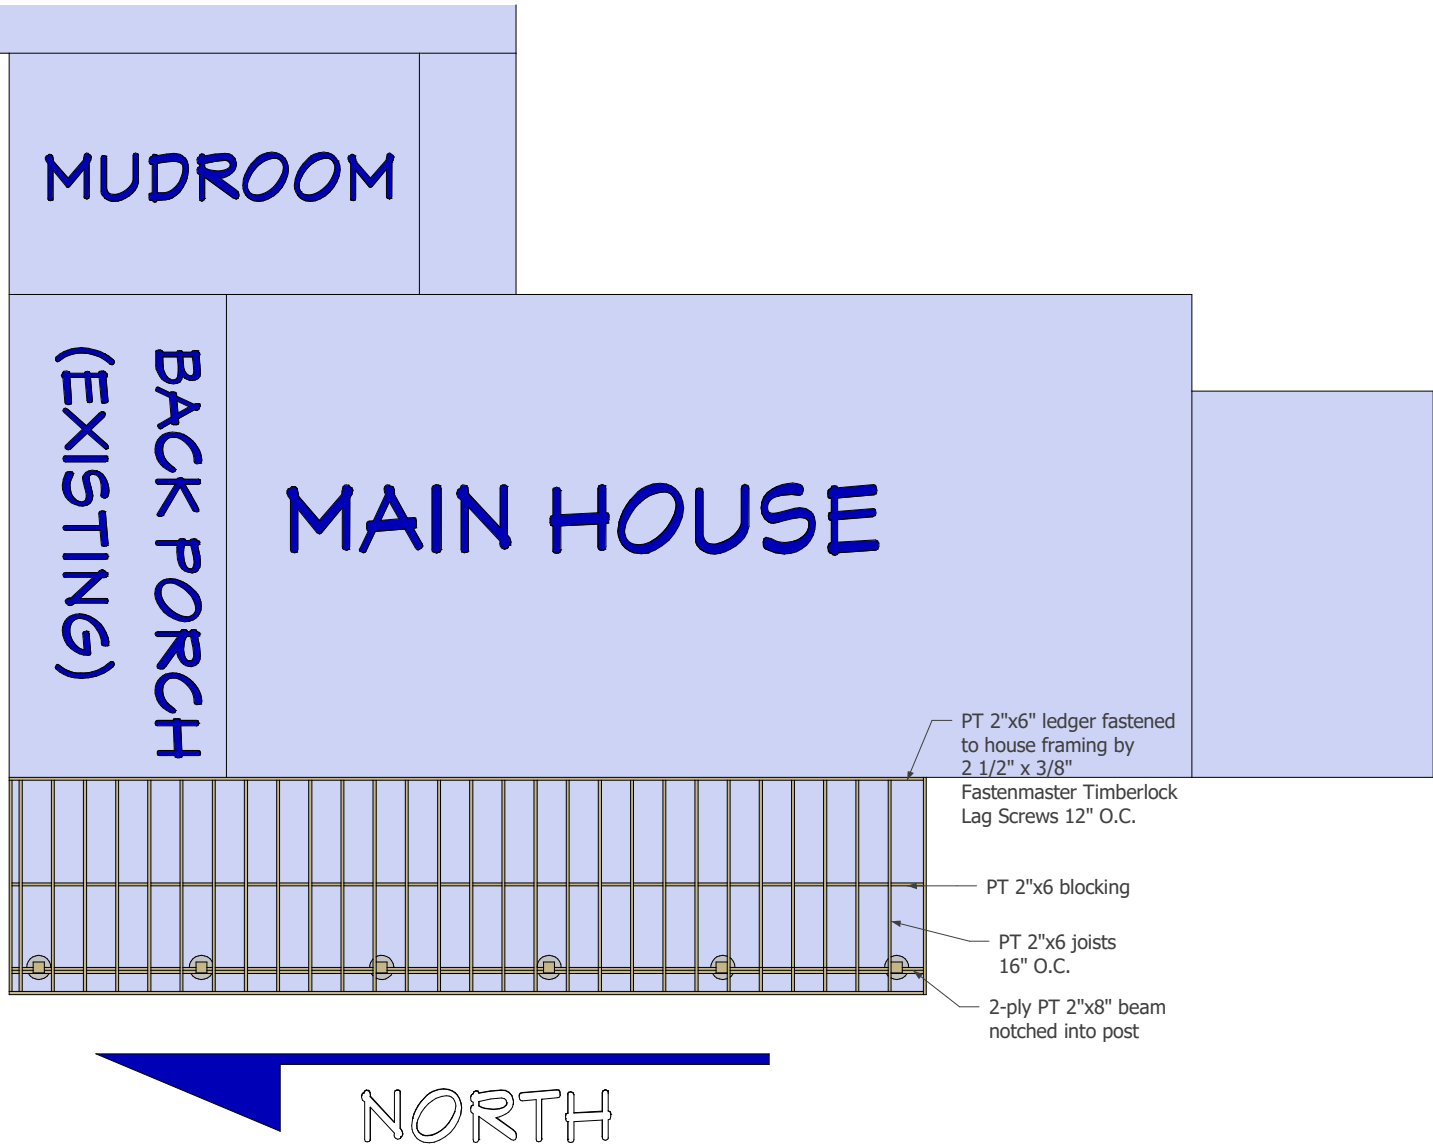 MUDROOM
BACK PORCH
(EXISTING)
MAIN HOUSE
PT 2"x6" ledger fastened
to house framing by
2 1/2" x 3/8"
Fastenmaster Timberlock
Lag Screws 12" O.C.
PT 2"x6 blocking
PT 2"x6 joists
16" O.C.
2-ply PT 2"x8" beam
notched into post
NORTH